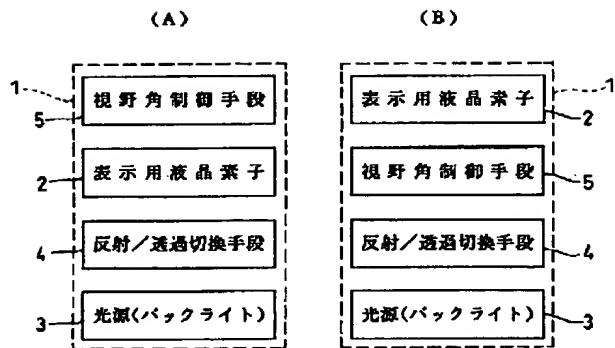 (A)
1
視野角制御手段
5
表示用液晶素子
2
反射/透過切換手段
4
光源(バックライト)
3
(B)
表示用液晶素子
1
2
視野角制御手段
5
反射/透過切換手段
4
光源(バックライト)
3